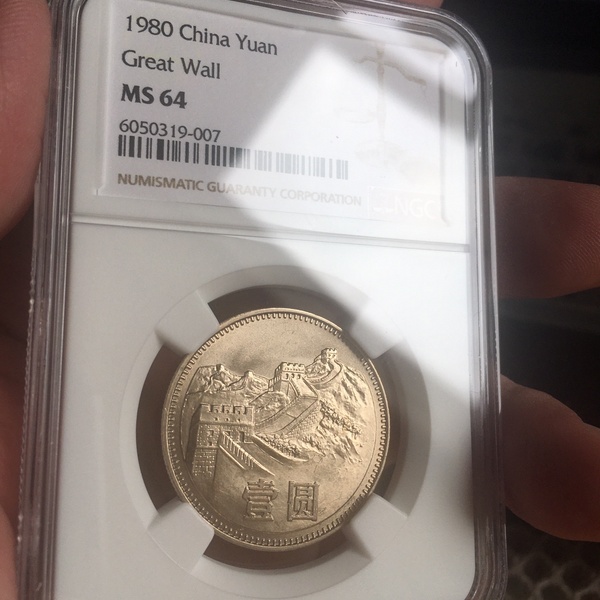 1980 China Yuan
Great Wall
MS 64
6050319-007
NUMISMATIC GUARANTY CORPORATION
NGC
壹圆